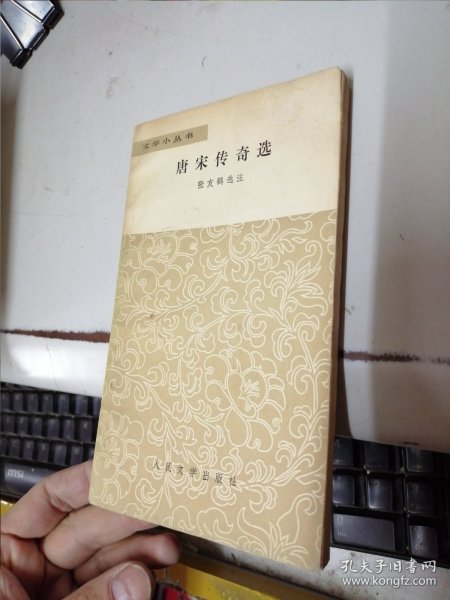 文学小丛书
唐宋传奇选
张友鹤选注
人民文学出版社
msi
孔夫子旧书网
www.kongfz.com